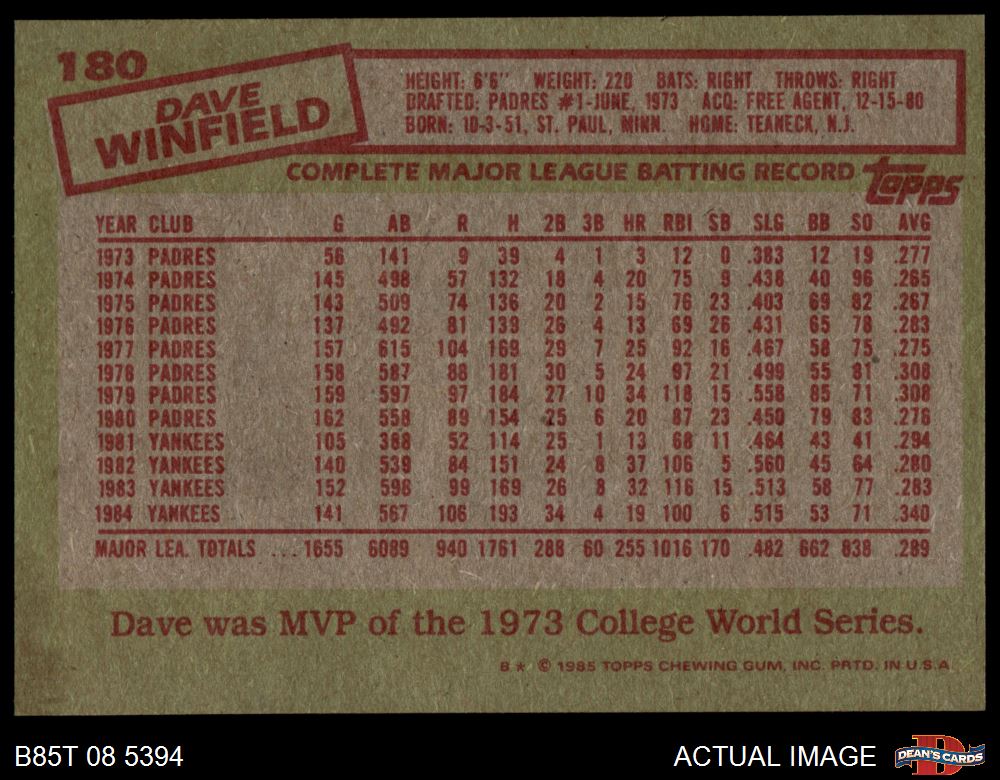 180
DAVE
WINFIELD
HEIGHT: 6'6" WEIGHT: 220 BATS: RIGHT THROWS: RIGHT
DRAFTED: PADRES #1-JUNE, 1973 ACQ: FREE AGENT, 12-15-80
BORN: 10-3-51, ST. PAUL, MINN. HOME: TEANECK, N.J.
COMPLETE MAJOR LEAGUE BATTING RECORD topps
YEAR CLUB G AB R H 2B 3B HR RBI SB SLG BB SO AVG
1973 PADRES 56 141 9 39 4 1 3 12 0 .383 12 19 .277
1974 PADRES 145 498 57 132 18 4 20 75 9 .438 40 96 .265
1975 PADRES 143 509 74 136 20 2 15 76 23 .403 69 82 .267
1976 PADRES 137 492 81 139 26 4 13 69 26 .431 65 78 .283
1977 PADRES 157 615 104 169 29 7 25 92 16 .467 58 75 .275
1978 PADRES 158 587 88 181 30 5 24 97 21 .499 55 81 .308
1979 PADRES 159 597 97 184 27 10 34 118 15 .558 85 71 .308
1980 PADRES 162 558 89 154 25 6 20 87 23 .450 79 83 .276
1981 YANKEES 105 388 52 114 25 1 13 68 11 .464 43 41 .294
1982 YANKEES 140 539 84 151 24 8 37 106 5 .560 45 64 .280
1983 YANKEES 152 598 99 169 26 8 32 116 15 .513 58 77 .283
1984 YANKEES 141 567 106 193 34 4 19 100 6 .515 53 71 .340
MAJOR LEA. TOTALS ... 1655 6089 940 1761 288 60 255 1016 170 .482 662 838 .289
Dave was MVP of the 1973 College World Series.
B * © 1985 TOPPS CHEWING GUM, INC. PRTD. IN U.S.A.
B85T 08 5394 ACTUAL IMAGE DEAN'S CARDS